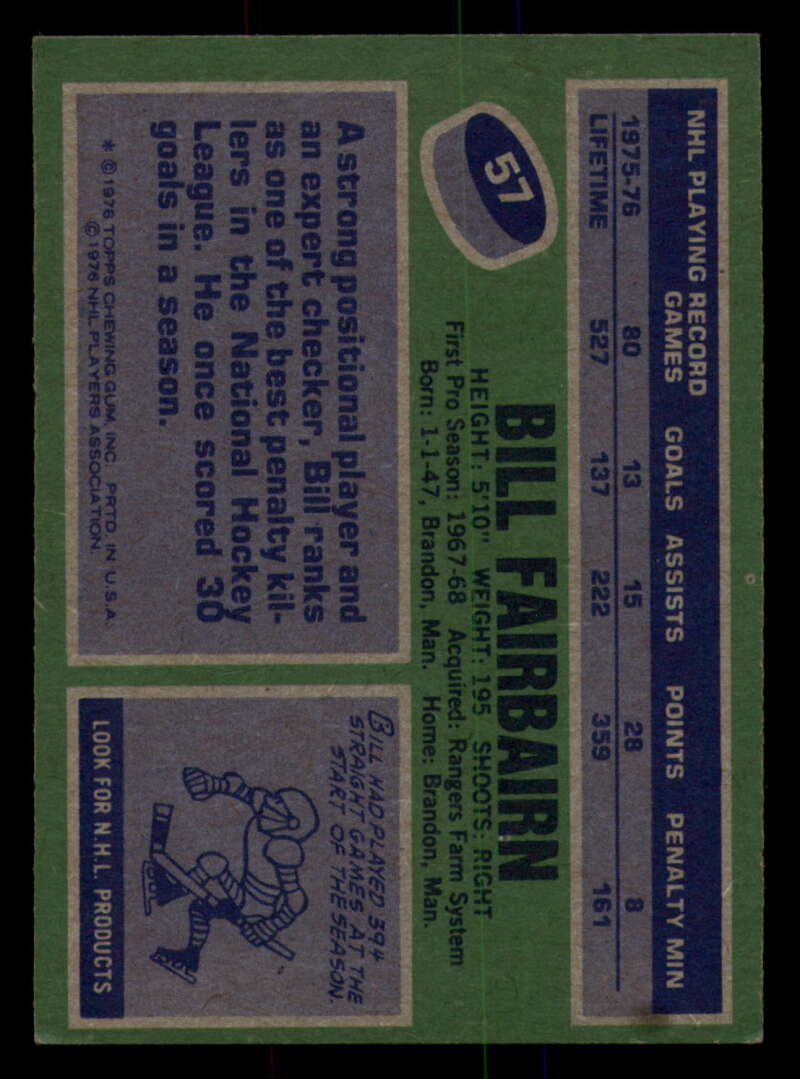 NHL PLAYING RECORD
GAMES GOALS ASSISTS POINTS PENALTY MIN
1975-76 80 13 15 28 8
LIFETIME 527 137 222 359 161
57
BILL FAIRBAIRN
HEIGHT: 5'10" WEIGHT: 195 SHOOTS: RIGHT
First Pro Season: 1967-68 Acquired: Rangers Farm System
Born: 1-1-47, Brandon, Man. Home: Brandon, Man.
A strong positional player and
an expert checker, Bill ranks
as one of the best penalty kil-
lers in the National Hockey
League. He once scored 30
goals in a season.
* © 1976 TOPPS CHEWING GUM, INC. PRTD. IN U.S.A.
© 1976 NHL PLAYERS ASSOCIATION.
BILL HAD PLAYED 394
STRAIGHT GAMES AT THE
START OF THE SEASON.
LOOK FOR N.H.L. PRODUCTS